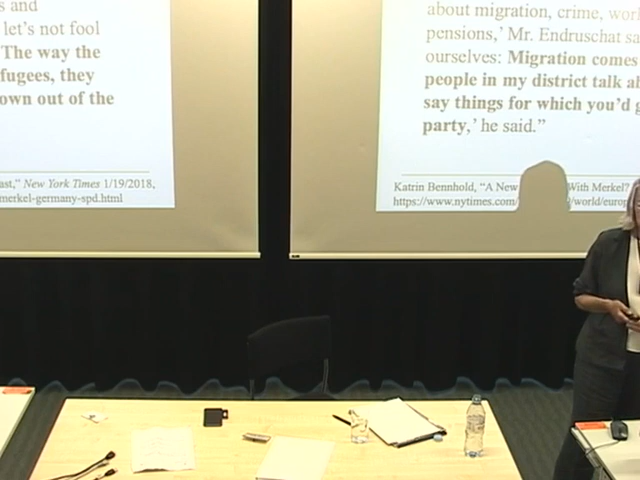 s and
let's not fool
The way the
fugees, they
own out of the
ast," New York Times 1/19/2018,
merkel-germany-spd.html
about migration, crime, wor
pensions,' Mr. Endruschat sa
ourselves: Migration comes
people in my district talk a
say things for which you'd g
party,' he said."
Katrin Bennhold, "A New With Merkel?
https://www.nytimes.com/ /world/europ